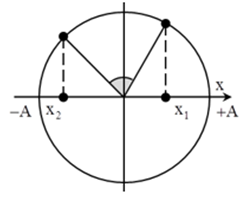 x
–A x₂ x₁ +A